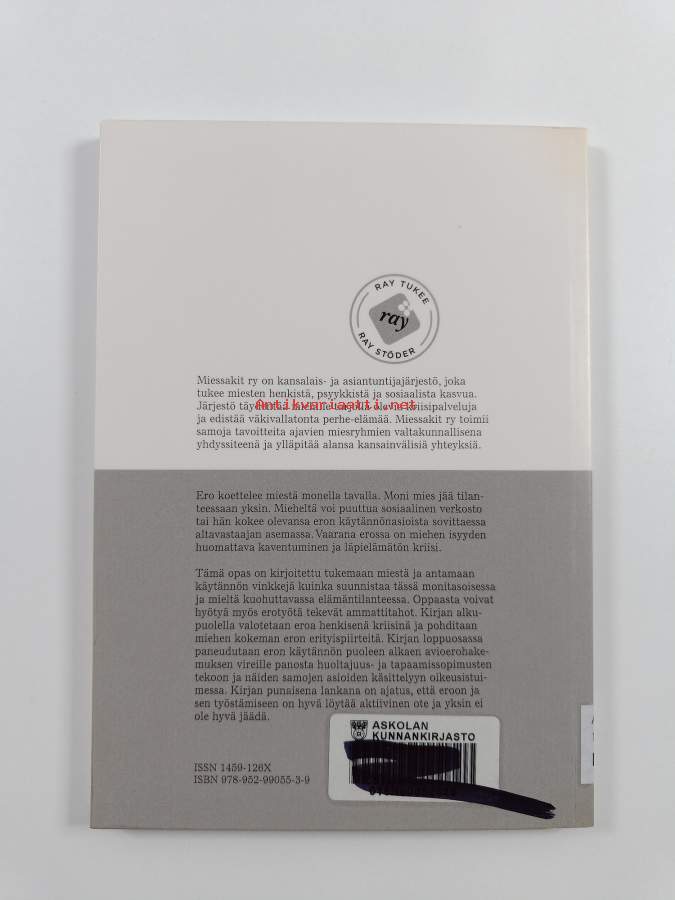 RAY TUKEE
ray
RAY STÖDER
Miessakit ry on kansalais- ja asiantuntijajärjestö, joka
tukee miesten henkistä, psyykkistä ja sosiaalista kasvua.
Antikvariaatti.net
Järjestö täydentää miehille tarjolla olevia kriisipalveluja
ja edistää väkivallatonta perhe-elämää. Miessakit ry toimii
samoja tavoitteita ajavien miesryhmien valtakunnallisena
yhdyssiteenä ja ylläpitää alansa kansainvälisiä yhteyksiä.
Ero koettelee miestä monella tavalla. Moni mies jää tilan-
teessaan yksin. Mieheltä voi puuttua sosiaalinen verkosto
tai hän kokee olevansa eron käytännönasioista sovittaessa
altavastaajan asemassa. Vaarana erossa on miehen isyyden
huomattava kaventuminen ja läpielämätön kriisi.
Tämä opas on kirjoitettu tukemaan miestä ja antamaan
käytännön vinkkejä kuinka suunnistaa tässä monitasoisessa
ja mieltä kuohuttavassa elämäntilanteessa. Oppaasta voivat
hyötyä myös erotyötä tekevät ammattitahot. Kirjan alku-
puolella valotetaan eroa henkisenä kriisinä ja pohditaan
miehen kokeman eron erityispiirteitä. Kirjan loppuosassa
paneudutaan eron käytännön puoleen alkaen avioerohake-
muksen vireille panosta huoltajuus- ja tapaamissopimusten
tekoon ja näiden samojen asioiden käsittelyyn oikeusistui-
messa. Kirjan punaisena lankana on ajatus, että eroon ja
sen työstämiseen on hyvä löytää aktiivinen ote ja yksin ei
ole hyvä jäädä.
ASKOLAN
KUNNANKIRJASTO
ISSN 1459-126X
ISBN 978-952-99055-3-9